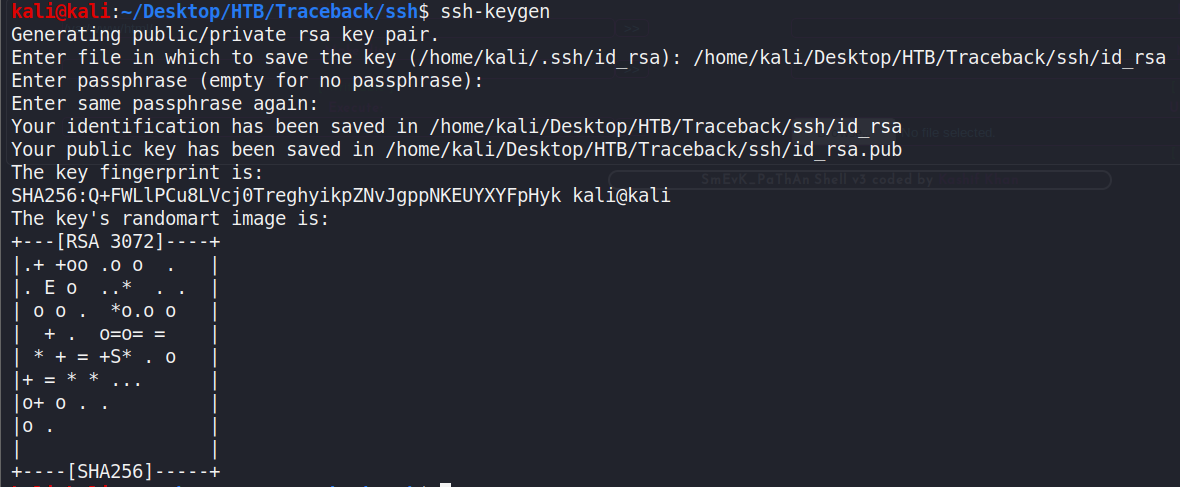 kali@kali:~/Desktop/HTB/Traceback/ssh$ ssh-keygen
Generating public/private rsa key pair.
Enter file in which to save the key (/home/kali/.ssh/id_rsa): /home/kali/Desktop/HTB/Traceback/ssh/id_rsa
Enter passphrase (empty for no passphrase):
Enter same passphrase again:
Your identification has been saved in /home/kali/Desktop/HTB/Traceback/ssh/id_rsa
Your public key has been saved in /home/kali/Desktop/HTB/Traceback/ssh/id_rsa.pub
file selected
The key fingerprint is:
SmEvK_PaThAn Shell v3 coded by
SHA256:Q+FWLlPCu8LVcj0TreghyikpZNvJgppNKEUYXYFpHyk kali@kali
The key's randomart image is:
+---[RSA 3072]----+
|.+ +oo .o o  .   |
|. E o  ..*  . .  |
| o o .  *o.o o   |
|  + .  o=o= =    |
| * + = +S* . o   |
|+ = * * ...      |
|o+ o . .         |
|o .              |
|                 |
+----[SHA256]-----+